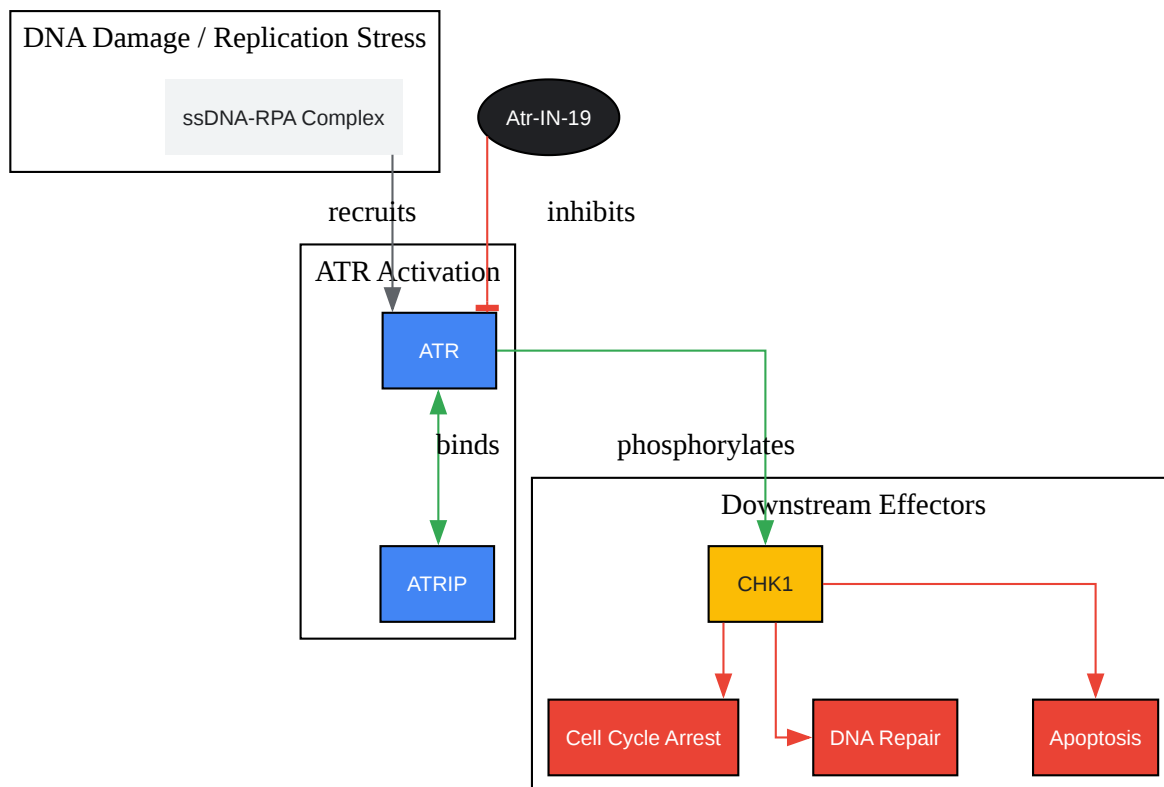 DNA Damage / Replication Stress
ssDNA-RPA Complex
Atr-IN-19
recruits
inhibits
ATR Activation
ATR
binds
phosphorylates
Downstream Effectors
ATRIP
CHK1
Cell Cycle Arrest
DNA Repair
Apoptosis